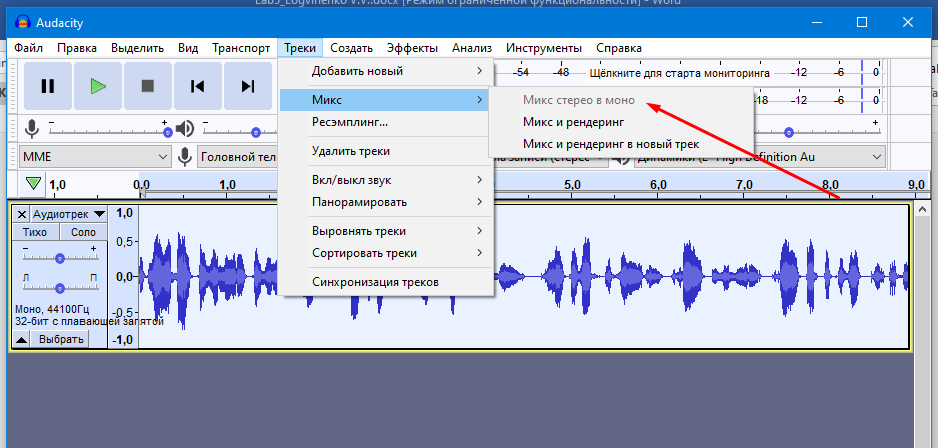 Lab5_Logvinenko V.V..docx [Режим ограниченной функциональности] - Word
Audacity
Файл Правка Выделить Вид Транспорт Треки Создать Эффекты Анализ Инструменты Справка
Добавить новый
Микс
Ресэмплинг...
Удалить треки
Вкл/выкл звук
Панорамировать
Выровнять треки
Сортировать треки
Синхронизация треков
Микс стерео в моно
Микс и рендеринг
Микс и рендеринг в новый трек
-54 -48 Щёлкните для старта мониторинга -12 -6 0
-18 -12 -6 0
- +
MME Головной тел High Definition Au
1,0 0,0 1,0 5,0 6,0 7,0 8,0 9,0
Аудиотрек
Тихо Соло
- +
Л П
Моно, 44100Гц
32-бит с плавающей запятой
Выбрать
1,0
0,5
0,0
-0,5
-1,0